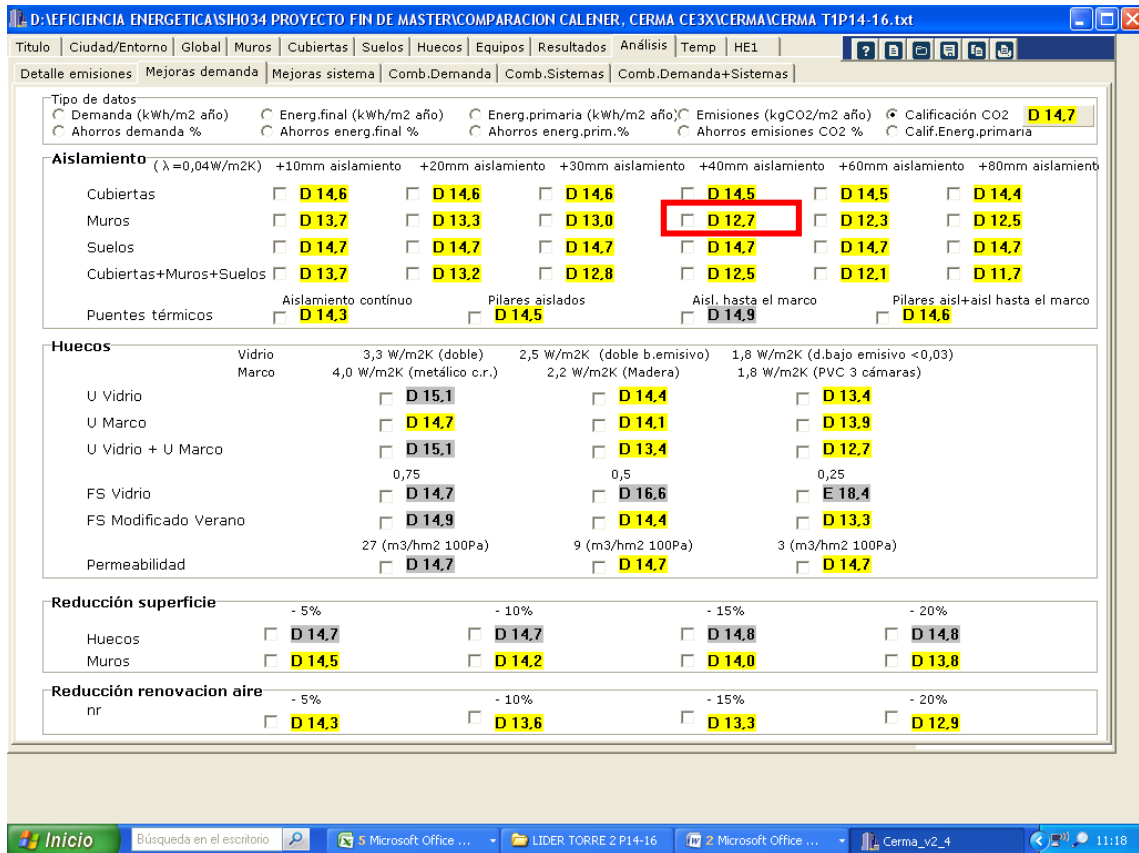 D:\EFICIENCIA ENERGETICA\SIH034 PROYECTO FIN DE MASTER\COMPARACION CALENER, CERMA CE3X\CERMA\CERMA T1P14-16.txt
Titulo Ciudad/Entorno Global Muros Cubiertas Suelos Huecos Equipos Resultados Análisis Temp HE1 ?
Detalle emisiones Mejoras demanda Mejoras sistema Comb.Demanda Comb.Sistemas Comb.Demanda+Sistemas
Tipo de datos
Demanda (kWh/m2 año) Energ.final (kWh/m2 año) Energ.primaria (kWh/m2 año) Emisiones (kgCO2/m2 año) Calificación CO2 D 14,7
Ahorros demanda % Ahorros energ.final % Ahorros energ.prim.% Ahorros emisiones CO2 % Calif.Energ.primaria
Aislamiento (λ=0,04W/m2K) +10mm aislamiento +20mm aislamiento +30mm aislamiento +40mm aislamiento +60mm aislamiento +80mm aislamient
Cubiertas D 14,6 D 14,6 D 14,6 D 14,5 D 14,5 D 14,4
Muros D 13,7 D 13,3 D 13,0 D 12,7 D 12,3 D 12,5
Suelos D 14,7 D 14,7 D 14,7 D 14,7 D 14,7 D 14,7
Cubiertas+Muros+Suelos D 13,7 D 13,2 D 12,8 D 12,5 D 12,1 D 11,7
Aislamiento contínuo Pilares aislados Aisl. hasta el marco Pilares aisl+aisl hasta el marco
Puentes térmicos D 14,3 D 14,5 D 14,9 D 14,6
Huecos
Vidrio 3,3 W/m2K (doble) 2,5 W/m2K (doble b.emisivo) 1,8 W/m2K (d.bajo emisivo <0,03)
Marco 4,0 W/m2K (metálico c.r.) 2,2 W/m2K (Madera) 1,8 W/m2K (PVC 3 cámaras)
U Vidrio D 15,1 D 14,4 D 13,4
U Marco D 14,7 D 14,1 D 13,9
U Vidrio + U Marco D 15,1 D 13,4 D 12,7
0,75 0,5 0,25
FS Vidrio D 14,7 D 16,6 E 18,4
FS Modificado Verano D 14,9 D 14,4 D 13,3
27 (m3/hm2 100Pa) 9 (m3/hm2 100Pa) 3 (m3/hm2 100Pa)
Permeabilidad D 14,7 D 14,7 D 14,7
Reducción superficie
- 5% - 10% - 15% - 20%
Huecos D 14,7 D 14,7 D 14,8 D 14,8
Muros D 14,5 D 14,2 D 14,0 D 13,8
Reducción renovacion aire
- 5% - 10% - 15% - 20%
nr D 14,3 D 13,6 D 13,3 D 12,9
Inicio Búsqueda en el escritorio 5 Microsoft Office ... LIDER TORRE 2 P14-16 2 Microsoft Office ... Cerma_v2_4 11:18